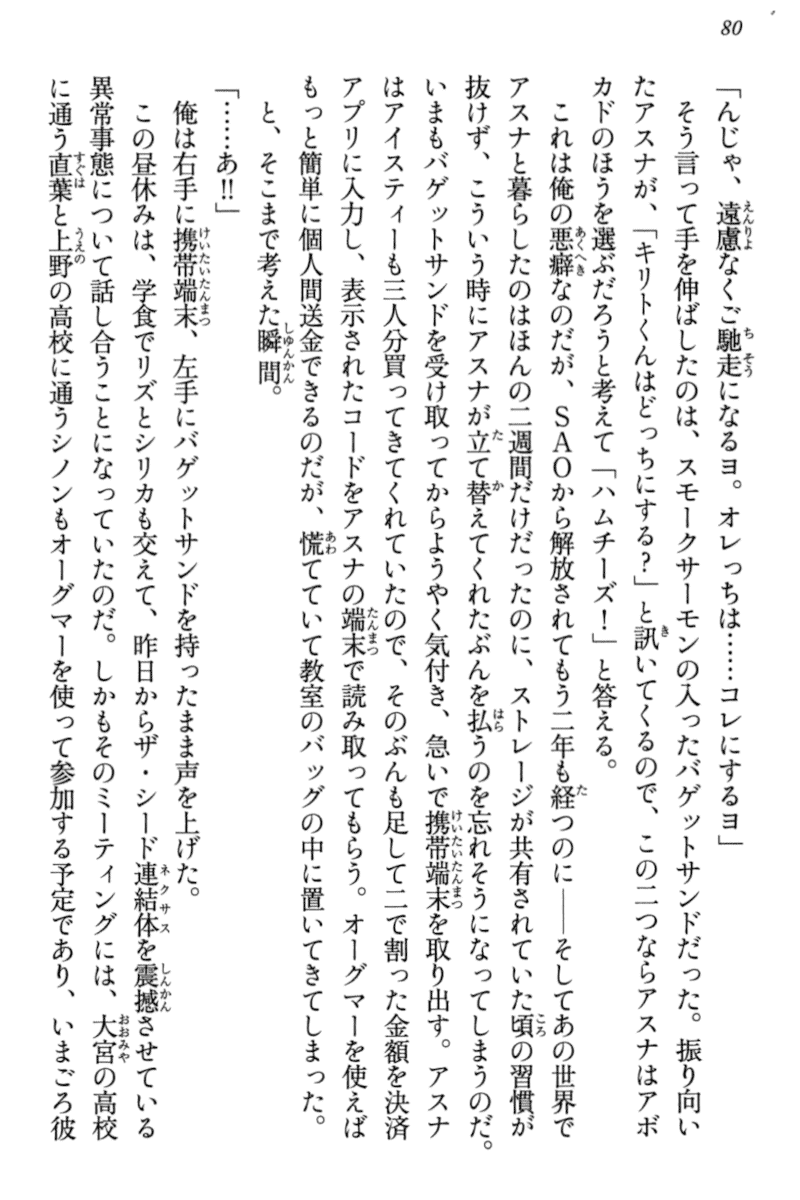 80
「んじゃ、遠慮なくご馳走になるヨ。オレっちは……コレにするヨ」
そう言って手を伸ばしたのは、スモークサーモンの入ったバゲットサンドだった。振り向い
たアスナが、「キリトくんはどっちにする?」と訊いてくるので、この二つならアスナはアボ
カドのほうを選ぶだろうと考えて「ハムチーズ!」と答える。
これは俺の悪癖なのだが、SAOから解放されてもう二年も経つのに――そしてあの世界で
アスナと暮らしたのはほんの二週間だけだったのに、ストレージが共有されていた頃の習慣が
抜けず、こういう時にアスナが立て替えてくれたぶんを払うのを忘れそうになってしまうのだ。
いまもバゲットサンドを受け取ってからようやく気付き、急いで携帯端末を取り出す。アスナ
はアイスティーも三人分買ってきてくれていたので、そのぶんも足して二で割った金額を決済
アプリに入力し、表示されたコードをアスナの端末で読み取ってもらう。オーグマーを使えば
もっと簡単に個人間送金できるのだが、慌てていて教室のバッグの中に置いてきてしまった。
と、そこまで考えた瞬間。
「……あ!!」
俺は右手に携帯端末、左手にバゲットサンドを持ったまま声を上げた。
この昼休みは、学食でリズとシリカも交えて、昨日からザ・シード連結体を震撼させている
異常事態について話し合うことになっていたのだ。しかもそのミーティングには、大宮の高校
に通う直葉と上野の高校に通うシノンもオーグマーを使って参加する予定であり、いまごろ彼